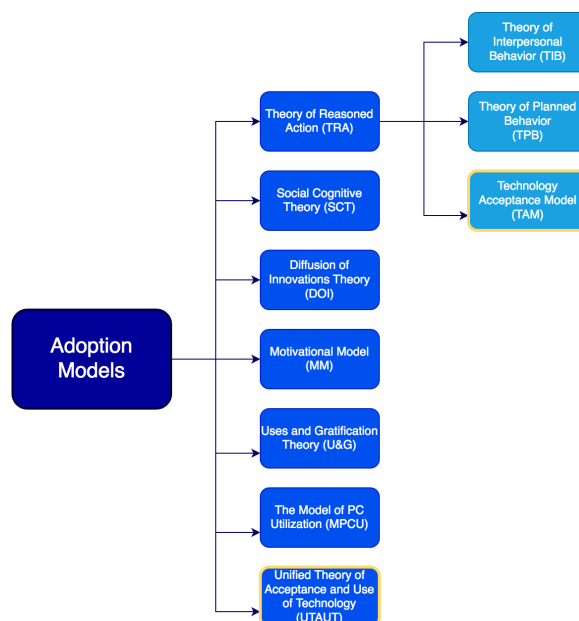 Theory of
Interpersonal
Behavior (TIB)
Theory of Reasoned
Action (TRA)
Theory of Planned
Behavior
(TPB)
Technology
Acceptance Model
(TAM)
Social Cognitive
Theory (SCT)
Diffusion of
Innovations Theory
(DOI)
Adoption
Models
Motivational Model
(MM)
Uses and Gratification
Theory (U&G)
The Model of PC
Utilization (MPCU)
Unified Theory of
Acceptance and Use
of Technology
(UTAUT)